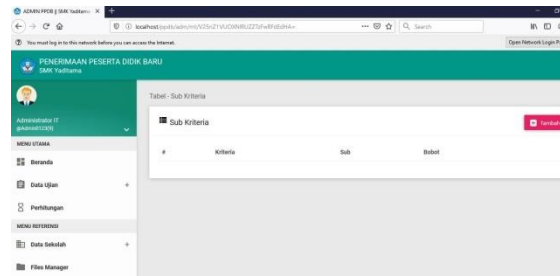 ADMIN PPDB || SMK Yaditama
Search
You must log in to this network before you can access the Internet.
Open Network Login P
PENERIMAAN PESERTA DIDIK BARU
SMK Yaditama
Administrator IT
MENU UTAMA
Beranda
Data Ujian +
Perhitungan
MENU REFERENSI
Data Sekolah +
Files Manager
Tabel - Sub Kriteria
Sub Kriteria
Tambah
# Kriteria Sub Bobot